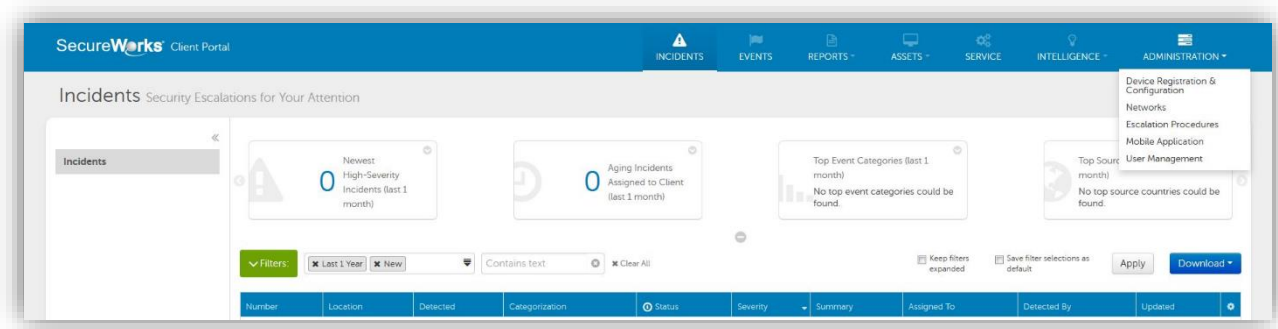 SecureWorks Client Portal
INCIDENTS
EVENTS
REPORTS
ASSETS
SERVICE
INTELLIGENCE
ADMINISTRATION
Device Registration &
Configuration
Networks
Escalation Procedures
Mobile Application
User Management
Incidents Security Escalations for Your Attention
Incidents
0
Newest
High-Severity
Incidents (last 1
month)
0
Aging Incidents
Assigned to Client
(last 1 month)
Top Event Categories (last 1
month)
No top event categories could be
found.
Top
month)
No top source countries could be
found.
Filters:
Last 1 Year
New
Contains text
Clear All
Keep filters
expanded
Save filter selections as
default
Apply
Download
Number
Location
Detected
Categorization
Status
Severity
Summary
Assigned To
Detected By
Updated